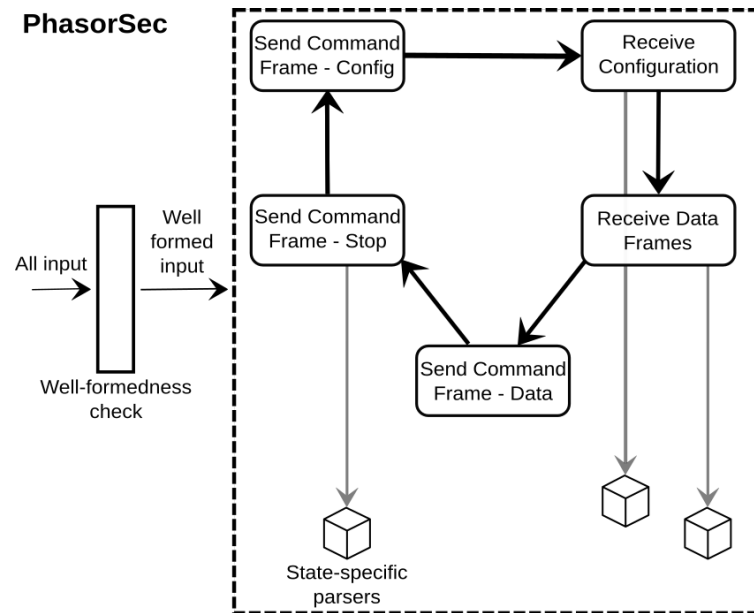 PhasorSec
Send Command
Frame - Config
Receive
Configuration
Send Command
Frame - Stop
Receive Data
Frames
All input
Well
formed
input
Well-formedness
check
Send Command
Frame - Data
State-specific
parsers